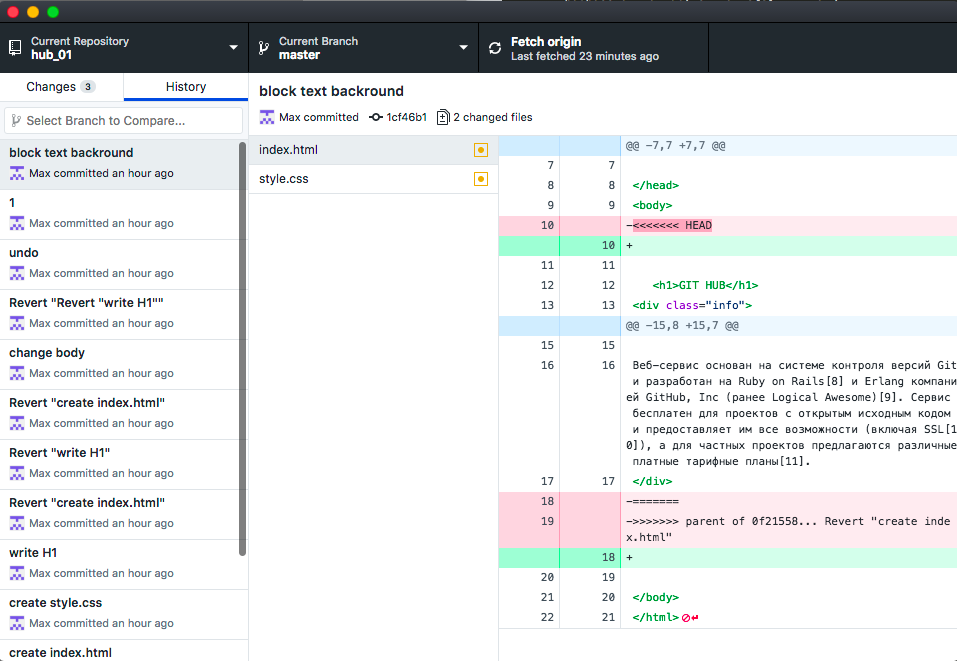 Current Repository
hub_01
Current Branch
master
Fetch origin
Last fetched 23 minutes ago
Changes 3
History
Select Branch to Compare...
block text backround
Max committed an hour ago
1
Max committed an hour ago
undo
Max committed an hour ago
Revert "Revert "write H1""
Max committed an hour ago
change body
Max committed an hour ago
Revert "create index.html"
Max committed an hour ago
Revert "write H1"
Max committed an hour ago
Revert "create index.html"
Max committed an hour ago
write H1
Max committed an hour ago
create style.css
Max committed an hour ago
create index.html
block text backround
Max committed 1cf46b1 2 changed files
index.html
style.css
@@ -7,7 +7,7 @@
7 7
8 8 </head>
9 9 <body>
10 -<<<<<<< HEAD
10 +
11 11
12 12 <h1>GIT HUB</h1>
13 13 <div class="info">
@@ -15,8 +15,7 @@
15 15
16 16 Веб-сервис основан на системе контроля версий Git
и разработан на Ruby on Rails[8] и Erlang компани
ей GitHub, Inc (ранее Logical Awesome)[9]. Сервис
бесплатен для проектов с открытым исходным кодом
и предоставляет им все возможности (включая SSL[1
0]), а для частных проектов предлагаются различные
платные тарифные планы[11].
17 17 </div>
18 -=======
19 ->>>>>>> parent of 0f21558... Revert "create inde
x.html"
18 +
20 19
21 20 </body>
22 21 </html>